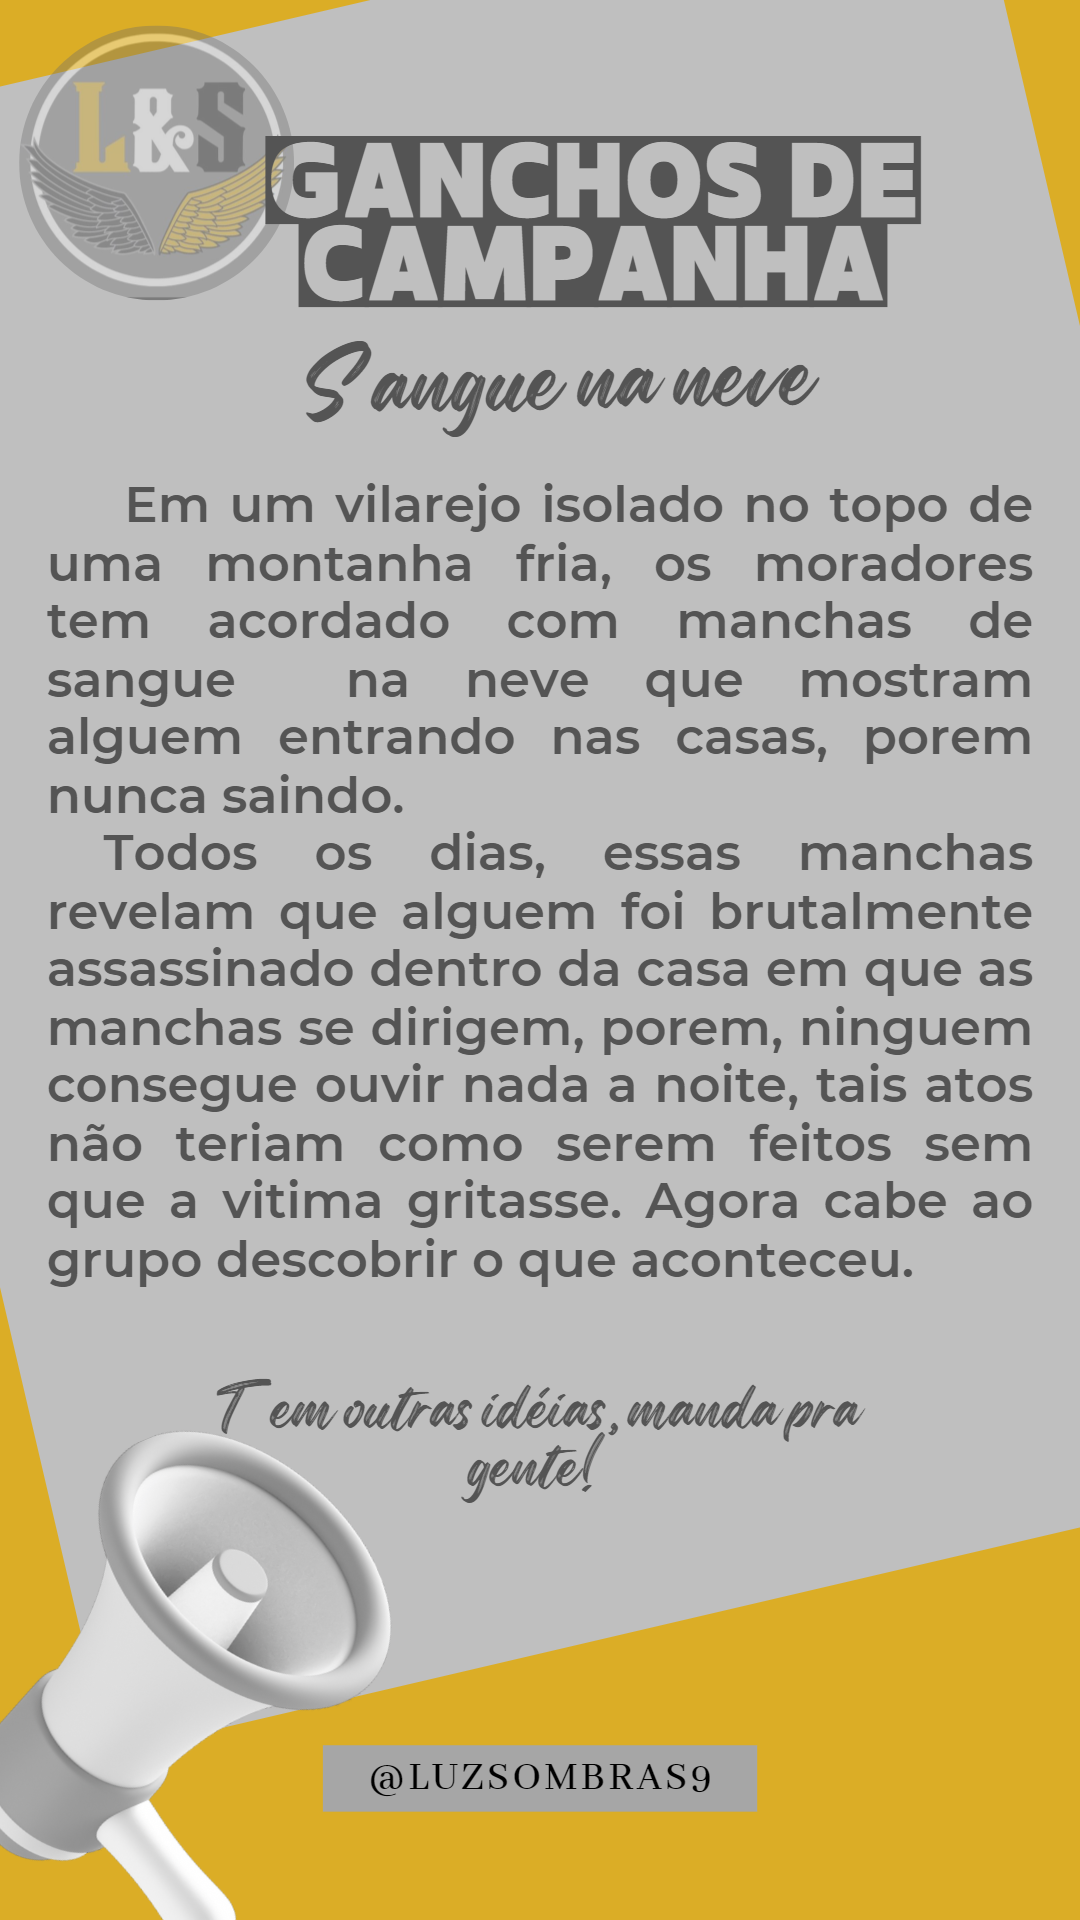 L&S
GANCHOS DE
CAMPANHA
Sangue na neve
Em um vilarejo isolado no topo de
uma montanha fria, os moradores
tem acordado com manchas de
sangue na neve que mostram
alguem entrando nas casas, porem
nunca saindo.
Todos os dias, essas manchas
revelam que alguem foi brutalmente
assassinado dentro da casa em que as
manchas se dirigem, porem, ninguem
consegue ouvir nada a noite, tais atos
não teriam como serem feitos sem
que a vitima gritasse. Agora cabe ao
grupo descobrir o que aconteceu.
Tem outras idéias, manda pra
gente!
@LUZSOMBRAS9